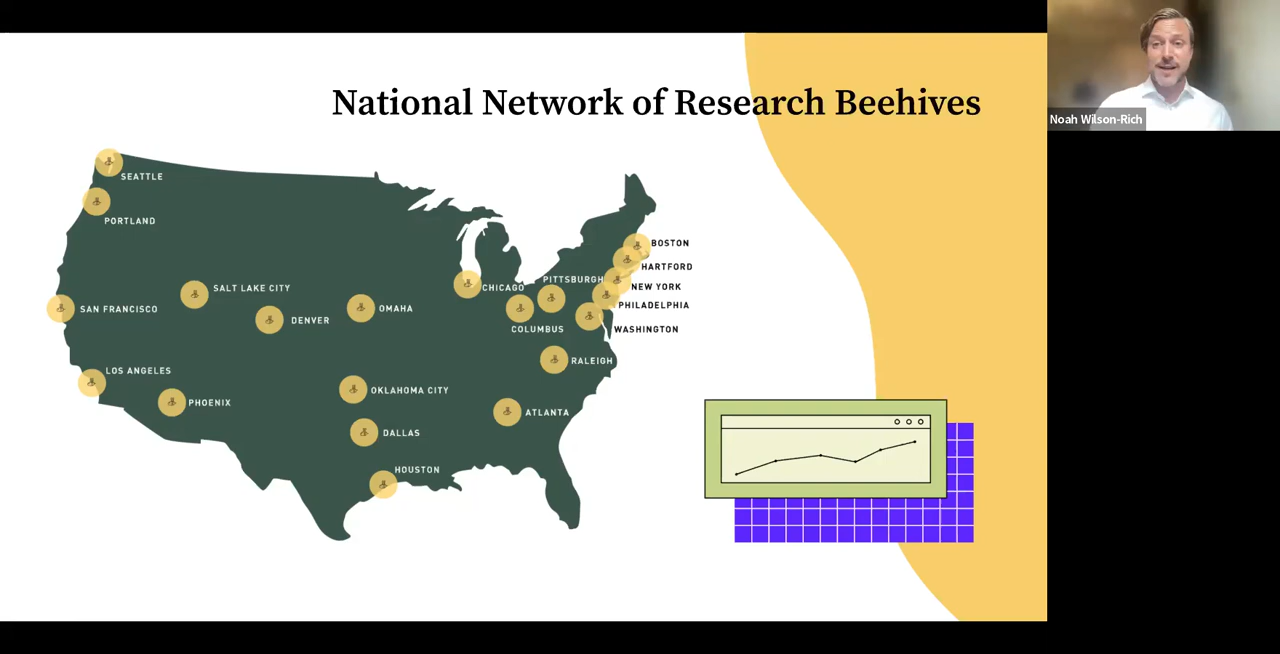 National Network of Research Beehives
Noah Wilson-Rich
SEATTLE
PORTLAND
BOSTON
HARTFORD
PITTSBURGH
NEW YORK
SALT LAKE CITY
CHICAGO
PHILADELPHIA
SAN FRANCISCO
OMAHA
DENVER
COLUMBUS
WASHINGTON
RALEIGH
LOS ANGELES
OKLAHOMA CITY
PHOENIX
ATLANTA
DALLAS
HOUSTON